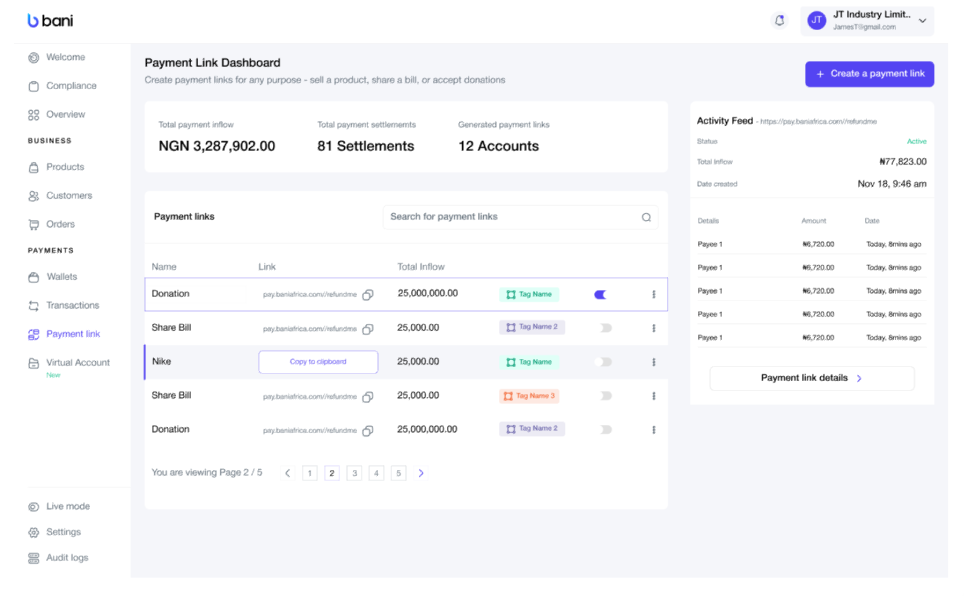 bani
JT
JT Industry Limit..
JamesT@gmail.com
Welcome
Compliance
Overview
BUSINESS
Products
Customers
Orders
PAYMENTS
Wallets
Transactions
Payment link
Virtual Account
New
Live mode
Settings
Audit logs
Payment Link Dashboard
Create payment links for any purpose - sell a product, share a bill, or accept donations
+ Create a payment link
Total payment inflow Total payment settlements Generated payment links
NGN 3,287,902.00 81 Settlements 12 Accounts
Payment links Search for payment links
Name Link Total Inflow
Donation pay.baniafrica.com//refundme 25,000,000.00 Tag Name
Share Bill pay.baniafrica.com//refundme 25,000.00 Tag Name 2
Nike Copy to clipboard 25,000.00 Tag Name
Share Bill pay.baniafrica.com//refundme 25,000.00 Tag Name 3
Donation pay.baniafrica.com//refundme 25,000,000.00 Tag Name 2
You are viewing Page 2 / 5 < 1 2 3 4 5 >
Activity Feed - https://pay.baniafrica.com//refundme
Status Active
Total Inflow ₦77,823.00
Date created Nov 18, 9:46 am
Details Amount Date
Payee 1 ₦6,720.00 Today, 8mins ago
Payee 1 ₦6,720.00 Today, 8mins ago
Payee 1 ₦6,720.00 Today, 8mins ago
Payee 1 ₦6,720.00 Today, 8mins ago
Payee 1 ₦6,720.00 Today, 8mins ago
Payment link details >